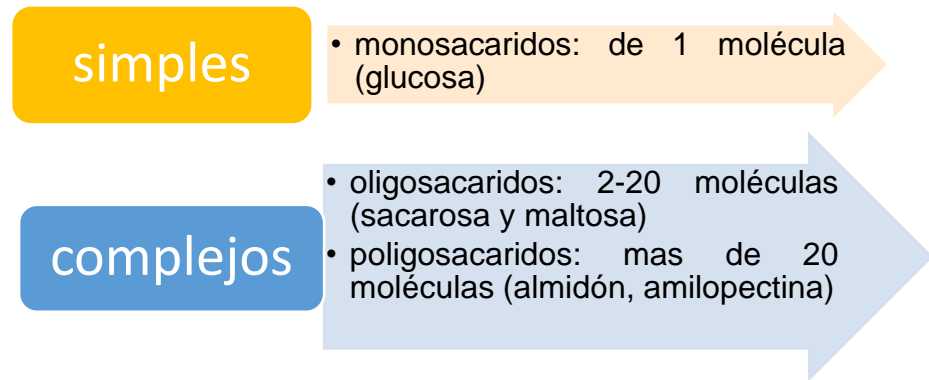 simples
• monosacaridos: de 1 molécula
(glucosa)
complejos
• oligosacaridos: 2-20 moléculas
(sacarosa y maltosa)
• poligosacaridos: mas de 20
moléculas (almidón, amilopectina)